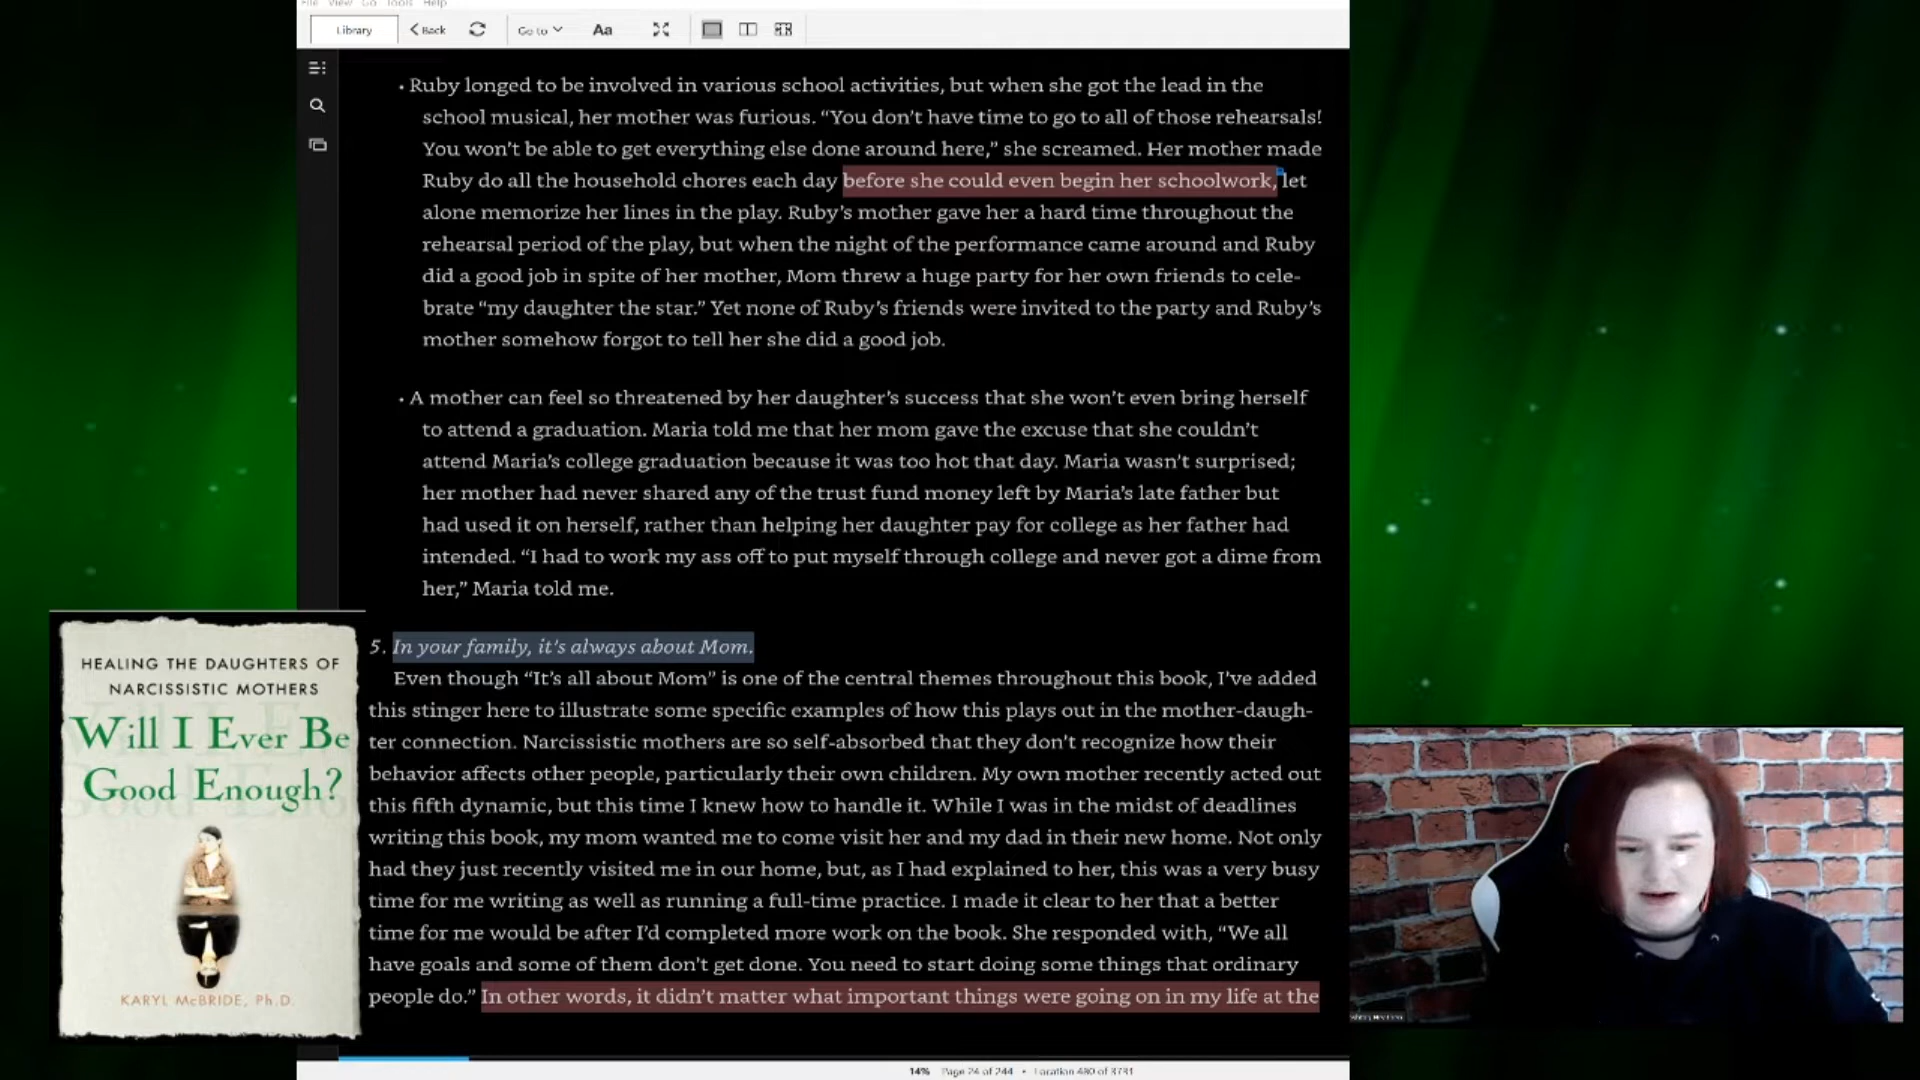 File View Go Tools Help
Library Back Go to Aa
• Ruby longed to be involved in various school activities, but when she got the lead in the
school musical, her mother was furious. “You don’t have time to go to all of those rehearsals!
You won’t be able to get everything else done around here,” she screamed. Her mother made
Ruby do all the household chores each day before she could even begin her schoolwork, let
alone memorize her lines in the play. Ruby’s mother gave her a hard time throughout the
rehearsal period of the play, but when the night of the performance came around and Ruby
did a good job in spite of her mother, Mom threw a huge party for her own friends to cele-
brate “my daughter the star.” Yet none of Ruby’s friends were invited to the party and Ruby’s
mother somehow forgot to tell her she did a good job.
• A mother can feel so threatened by her daughter’s success that she won’t even bring herself
to attend a graduation. Maria told me that her mom gave the excuse that she couldn’t
attend Maria’s college graduation because it was too hot that day. Maria wasn’t surprised;
her mother had never shared any of the trust fund money left by Maria’s late father but
had used it on herself, rather than helping her daughter pay for college as her father had
intended. “I had to work my ass off to put myself through college and never got a dime from
her,” Maria told me.
5. In your family, it’s always about Mom.
Even though “It’s all about Mom” is one of the central themes throughout this book, I’ve added
this stinger here to illustrate some specific examples of how this plays out in the mother-daugh-
ter connection. Narcissistic mothers are so self-absorbed that they don’t recognize how their
behavior affects other people, particularly their own children. My own mother recently acted out
this fifth dynamic, but this time I knew how to handle it. While I was in the midst of deadlines
writing this book, my mom wanted me to come visit her and my dad in their new home. Not only
had they just recently visited me in our home, but, as I had explained to her, this was a very busy
time for me writing as well as running a full-time practice. I made it clear to her that a better
time for me would be after I’d completed more work on the book. She responded with, “We all
have goals and some of them don’t get done. You need to start doing some things that ordinary
people do.” In other words, it didn’t matter what important things were going on in my life at the
14% Page 24 of 244 • Location 480 of 3731
HEALING THE DAUGHTERS OF
NARCISSISTIC MOTHERS
Will I Ever Be
Good Enough?
KARYL McBRIDE, Ph.D.